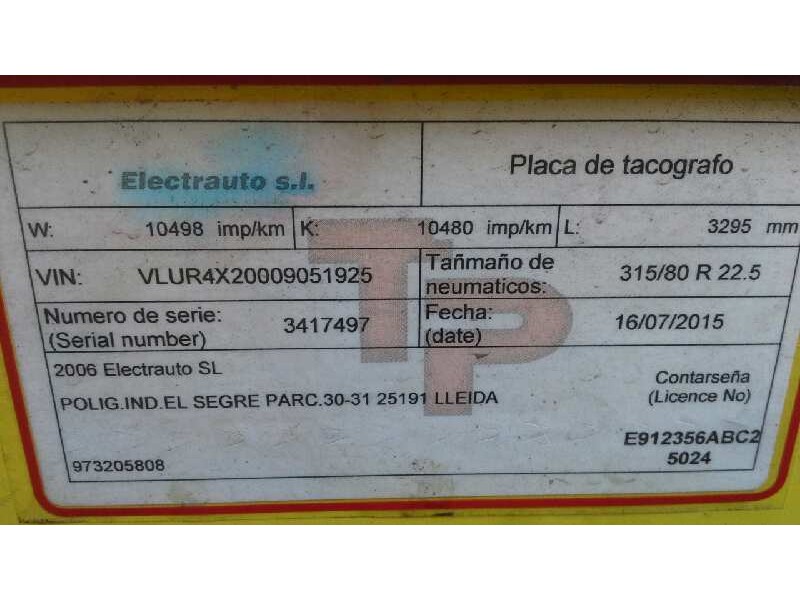 Electrauto s.l.
Placa de tacografo
W: 10498 imp/km K: 10480 imp/km L: 3295 mm
VIN: VLUR4X20009051925
Tañmaño de
neumaticos: 315/80 R 22.5
Numero de serie:
(Serial number) 3417497
Fecha:
(date) 16/07/2015
2006 Electrauto SL
POLIG.IND.EL SEGRE PARC.30-31 25191 LLEIDA
973205808
Contarseña
(Licence No)
E912356ABC2
5024
TP